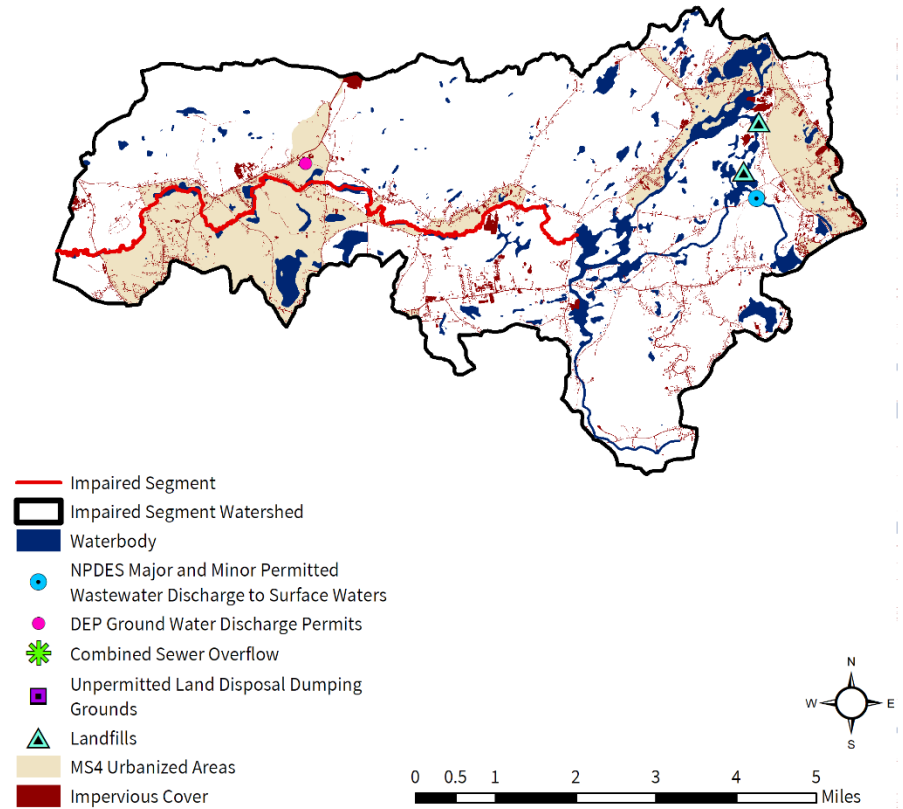 Impaired Segment
Impaired Segment Watershed
Waterbody
NPDES Major and Minor Permitted
Wastewater Discharge to Surface Waters
DEP Ground Water Discharge Permits
Combined Sewer Overflow
Unpermitted Land Disposal Dumping
Grounds
Landfills
MS4 Urbanized Areas
Impervious Cover
N
W E
S
0 0.5 1 2 3 4 5
Miles